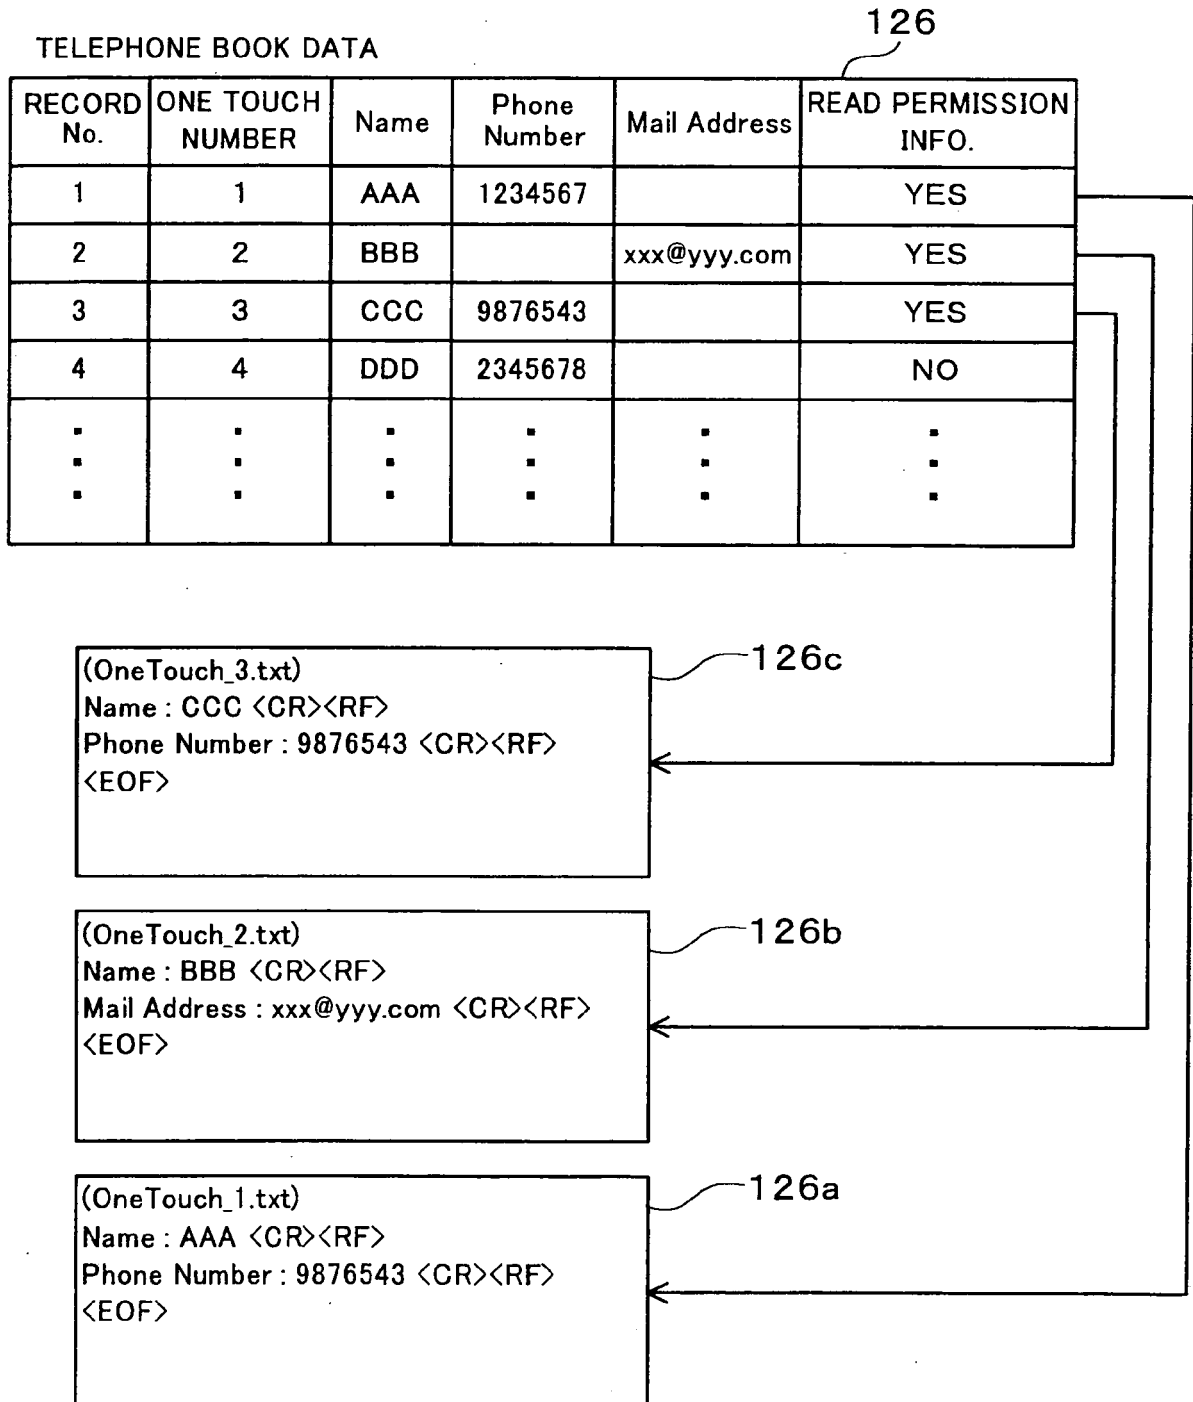 126
TELEPHONE BOOK DATA
RECORD No. ONE TOUCH NUMBER Name Phone Number Mail Address READ PERMISSION INFO.
1 1 AAA 1234567 YES
2 2 BBB xxx@yyy.com YES
3 3 CCC 9876543 YES
4 4 DDD 2345678 NO
126c
(OneTouch_3.txt)
Name : CCC <CR><RF>
Phone Number : 9876543 <CR><RF>
<EOF>
126b
(OneTouch_2.txt)
Name : BBB <CR><RF>
Mail Address : xxx@yyy.com <CR><RF>
<EOF>
126a
(OneTouch_1.txt)
Name : AAA <CR><RF>
Phone Number : 9876543 <CR><RF>
<EOF>